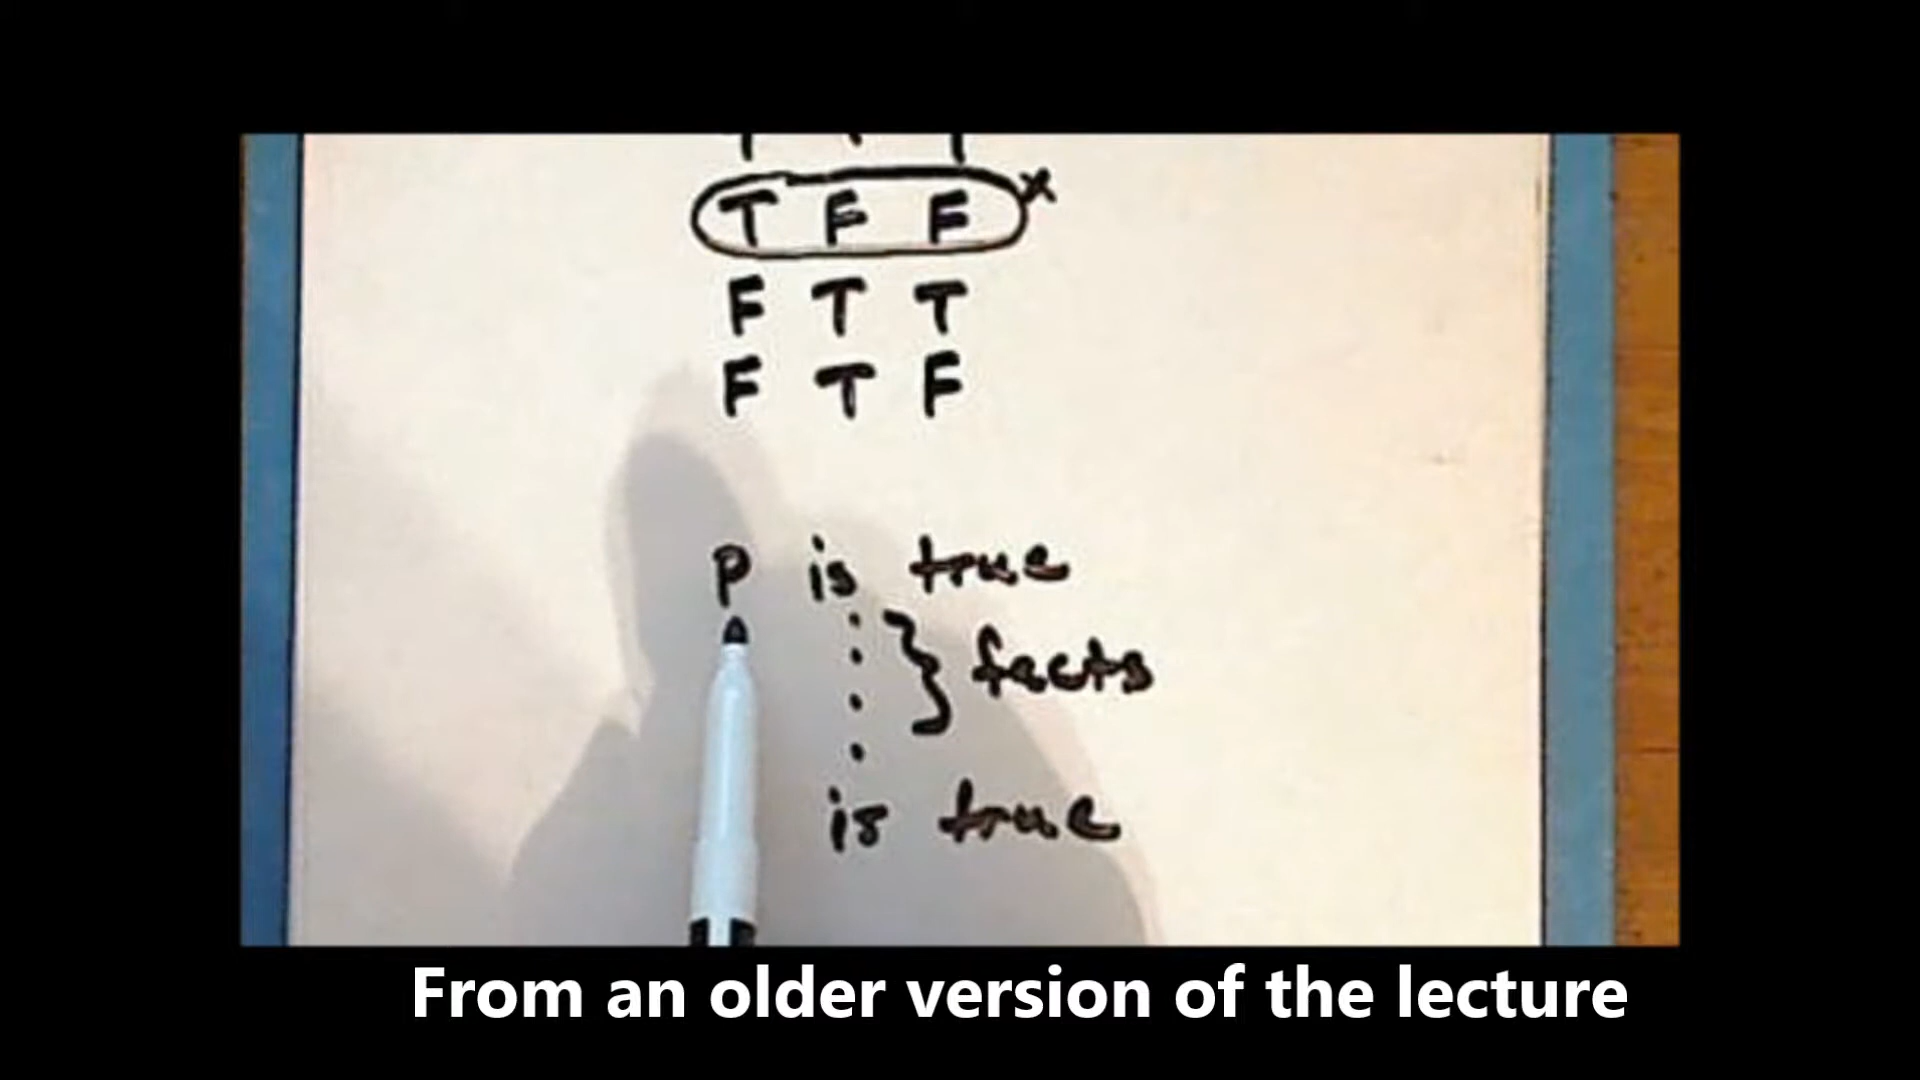 T F F x
F T T
F T F
p is true
facts
is true
From an older version of the lecture